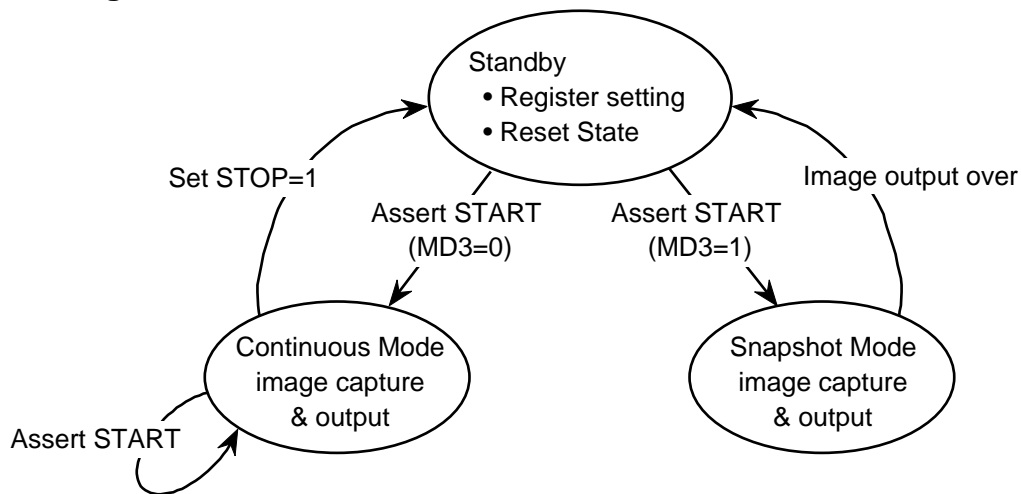 Standby
• Register setting
• Reset State
Set STOP=1
Image output over
Assert START
(MD3=0)
Assert START
(MD3=1)
Continuous Mode
image capture
& output
Snapshot Mode
image capture
& output
Assert START